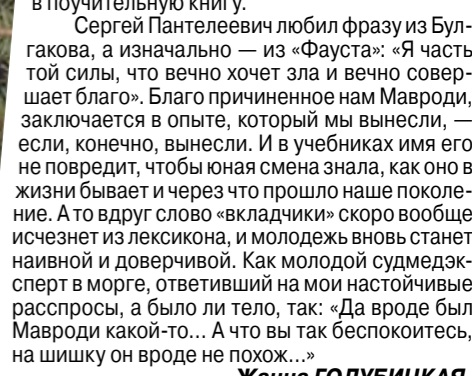 в поучительную книгу.
Сергей Пантелеевич любил фразу из Бул-
гакова, а изначально — из «Фауста»: «Я часть
той силы, что вечно хочет зла и вечно совер-
шает благо». Благо причиненное нам Мавроди,
заключается в опыте, который мы вынесли, —
если, конечно, вынесли. И в учебниках имя его
не повредит, чтобы юная смена знала, как оно в
жизни бывает и через что прошло наше поколе-
ние. А то вдруг слово «вкладчики» скоро вообще
исчезнет из лексикона, и молодежь вновь станет
наивной и доверчивой. Как молодой судмедэк-
сперт в морге, ответивший на мои настойчивые
расспросы, а было ли тело, так: «Да вроде был
Мавроди какой-то... А что вы так беспокоитесь,
на шишку он вроде не похож...»
Жанна ГОЛУБИЦКАЯ.